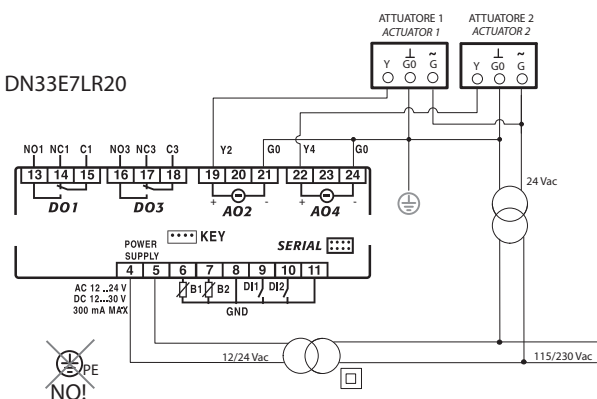 ATTUATORE 1
ACTUATOR 1
ATTUATORE 2
ACTUATOR 2
Y G0 G
Y G0 G
~
~
DN33E7LR20
NO1 NC1 C1 NO3 NC3 C3 Y2 G0 Y4 G0
13 14 15 16 17 18 19 20 21 22 23 24
+ - + -
DO1 DO3 AO2 AO4
24 Vac
KEY
SERIAL
POWER
SUPPLY
4 5 6 7 8 9 10 11
AC 12 ..24 V
DC 12...30 V
300 mA MAX
B1 B2 DI1 DI2
GND
12/24 Vac
115/230 Vac
PE
NO!